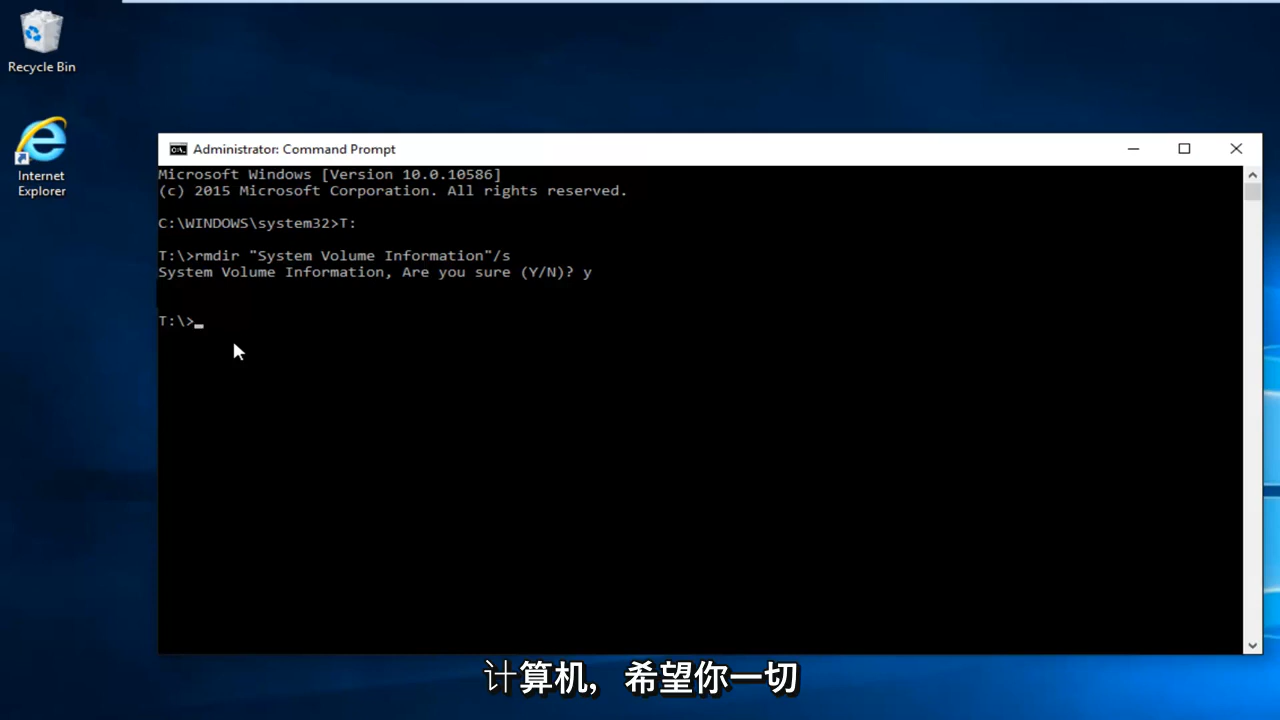 Recycle Bin
Internet
Explorer
Administrator: Command Prompt
Microsoft Windows [Version 10.0.10586]
(c) 2015 Microsoft Corporation. All rights reserved.
C:\WINDOWS\system32>T:
T:\>rmdir "System Volume Information"/s
System Volume Information, Are you sure (Y/N)? y
T:\>
计算机，希望你一切